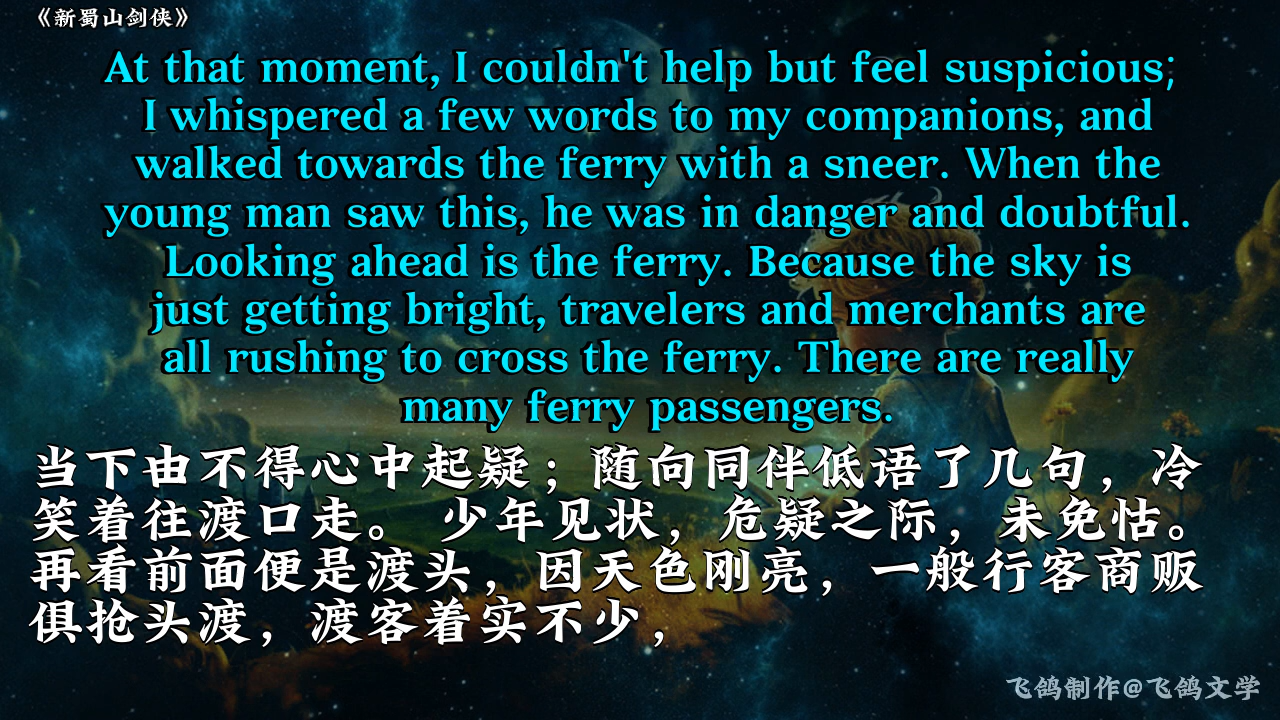 《新蜀山剑侠》
At that moment, I couldn't help but feel suspicious;
I whispered a few words to my companions, and
walked towards the ferry with a sneer. When the
young man saw this, he was in danger and doubtful.
Looking ahead is the ferry. Because the sky is
just getting bright, travelers and merchants are
all rushing to cross the ferry. There are really
many ferry passengers.
当下由不得心中起疑；随向同伴低语了几句，冷
笑着往渡口走。 少年见状，危疑之际，未免怙。
再看前面便是渡头，因天色刚亮，一般行客商贩
俱抢头渡，渡客着实不少，
飞鸽制作@飞鸽文学